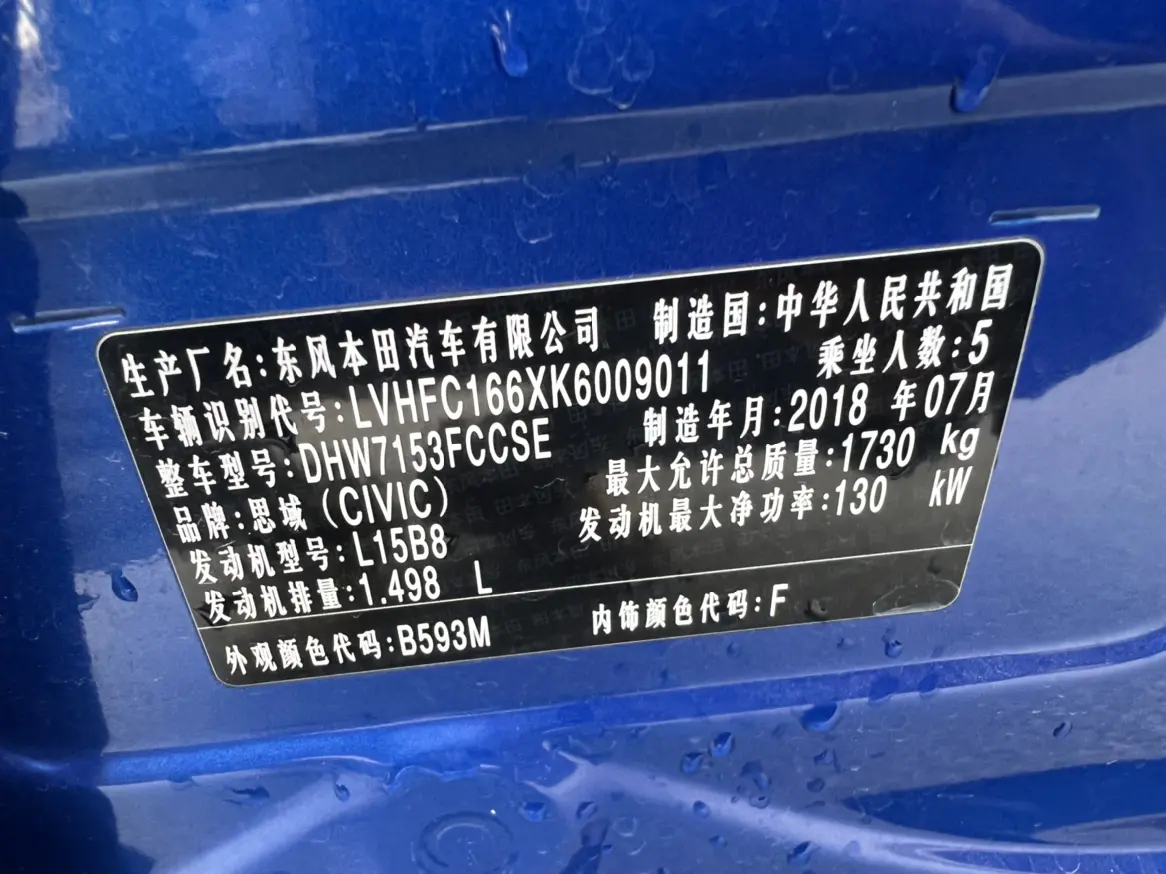 生产厂名:东风本田汽车有限公司 制造国:中华人民共和国
车辆识别代号:LVHFC166XK6009011 乘坐人数:5
整车型号:DHW7153FCCSE 制造年月:2018 年07月
品牌:思域(CIVIC) 最大允许总质量:1730 kg
发动机型号:L15B8 发动机最大净功率:130 kW
发动机排量:1.498 L
外观颜色代码:B593M 内饰颜色代码:F